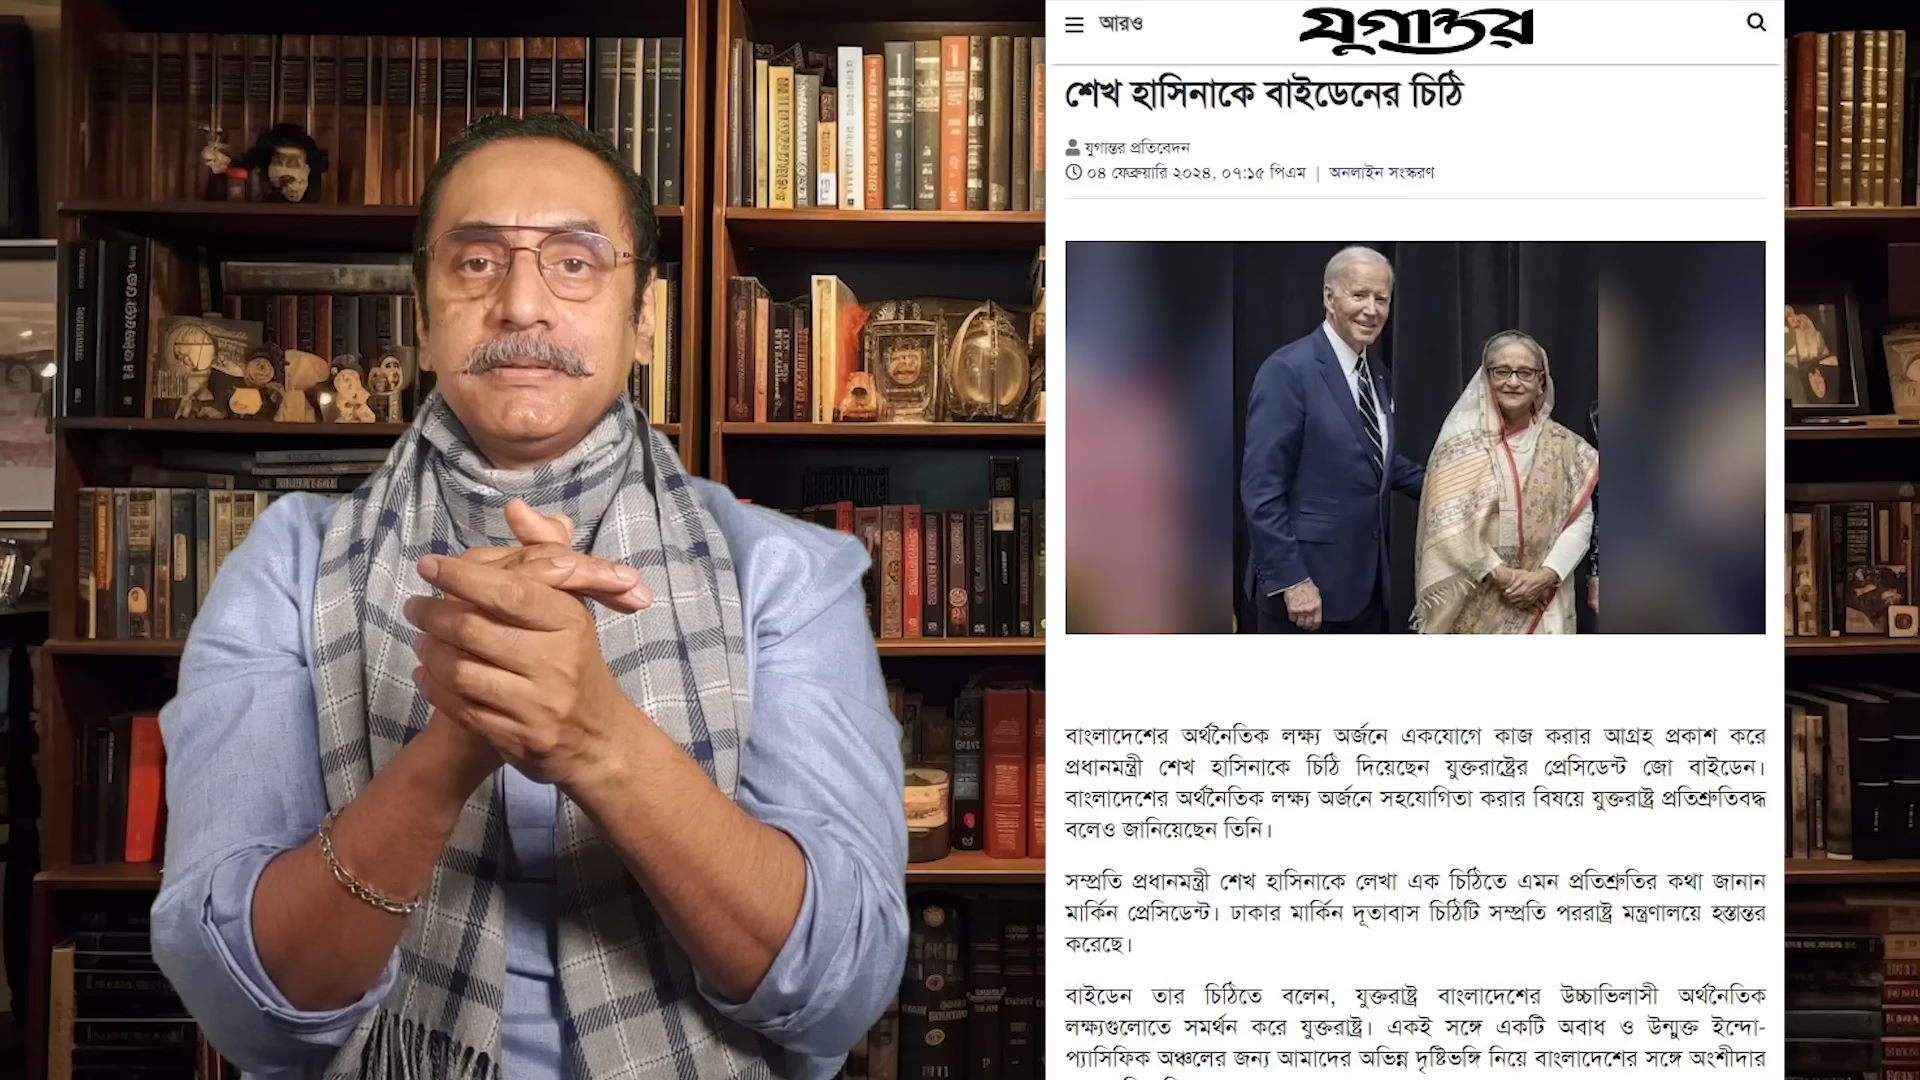 আরও
যুগান্তর
শেখ হাসিনাকে বাইডেনের চিঠি
যুগান্তর প্রতিবেদন
০৪ ফেব্রুয়ারি ২০২৪, ০৭:১৫ পিএম | অনলাইন সংস্করণ
বাংলাদেশের অর্থনৈতিক লক্ষ্য অর্জনে একযোগে কাজ করার আগ্রহ প্রকাশ করে
প্রধানমন্ত্রী শেখ হাসিনাকে চিঠি দিয়েছেন যুক্তরাষ্ট্রের প্রেসিডেন্ট জো বাইডেন।
বাংলাদেশের অর্থনৈতিক লক্ষ্য অর্জনে সহযোগিতা করার বিষয়ে যুক্তরাষ্ট্র প্রতিশ্রুতিবদ্ধ
বলেও জানিয়েছেন তিনি।
সম্প্রতি প্রধানমন্ত্রী শেখ হাসিনাকে লেখা এক চিঠিতে এমন প্রতিশ্রুতির কথা জানান
মার্কিন প্রেসিডেন্ট। ঢাকার মার্কিন দূতাবাস চিঠিটি সম্প্রতি পররাষ্ট্র মন্ত্রণালয়ে হস্তান্তর
করেছে।
বাইডেন তার চিঠিতে বলেন, যুক্তরাষ্ট্র বাংলাদেশের উচ্চাভিলাসী অর্থনৈতিক
লক্ষ্যগুলোতে সমর্থন করে যুক্তরাষ্ট্র। একই সঙ্গে একটি অবাধ ও উন্মুক্ত ইন্দো-
প্যাসিফিক অঞ্চলের জন্য আমাদের অভিন্ন দৃষ্টিভঙ্গি নিয়ে বাংলাদেশের সঙ্গে অংশীদার